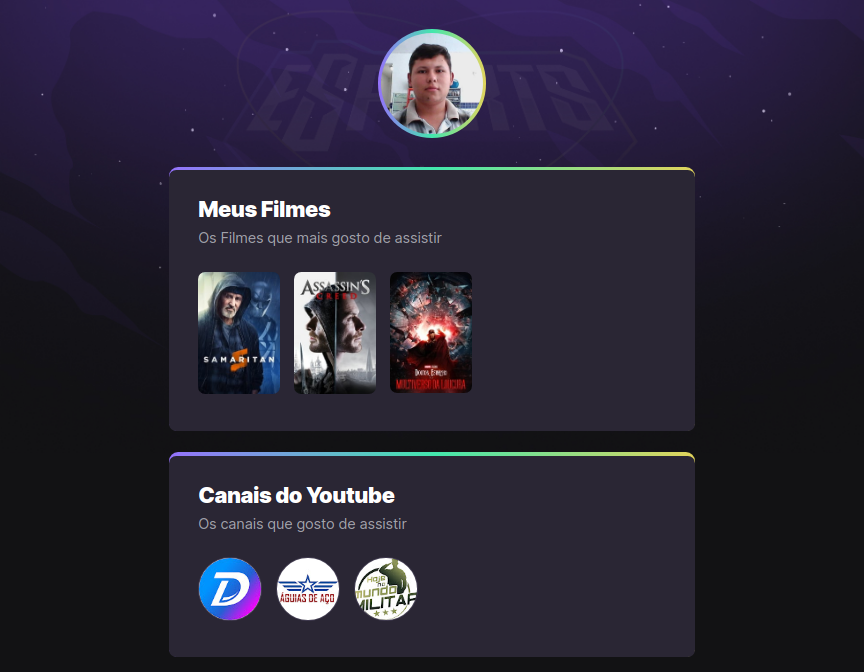 ESPORTS
Meus Filmes
Os Filmes que mais gosto de assistir
SAMARITAN
ASSASSIN'S
CREED
DOUTOR ESTRANHO
MULTIVERSO DA LOUCURA
Canais do Youtube
Os canais que gosto de assistir
D
ÁGUIAS DE AÇO
HOJE
no
mundo
MILITAR